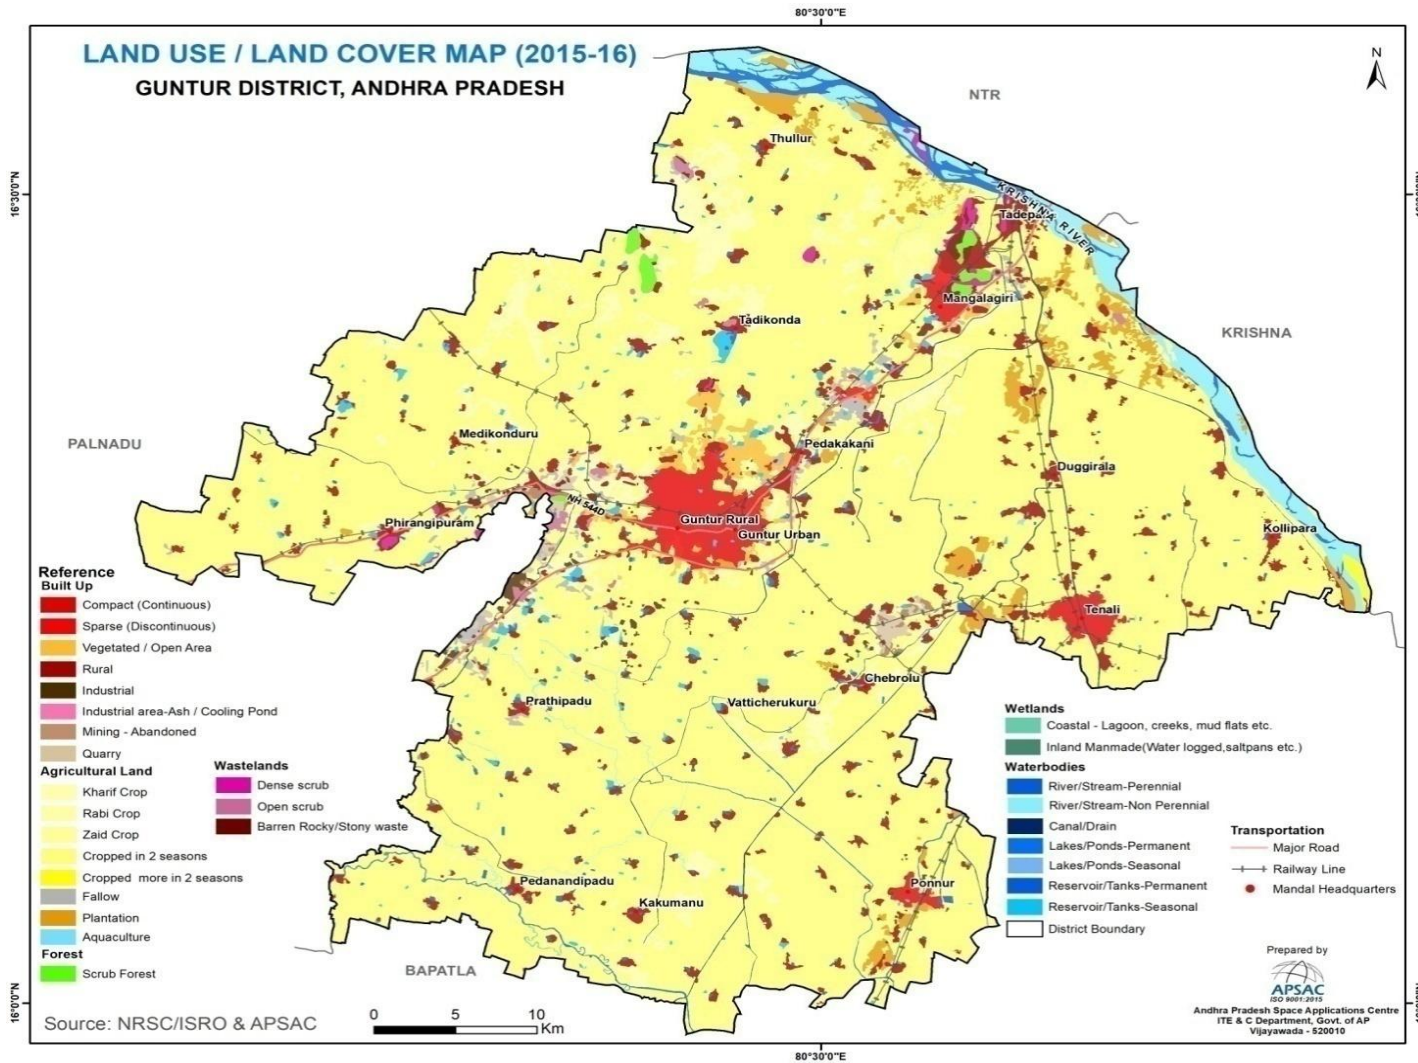 80°30'0"E
LAND USE / LAND COVER MAP (2015-16)
GUNTUR DISTRICT, ANDHRA PRADESH
N
NTR
Thullur
16°30'0"N
KRISHNA RIVER
Mangalagiri
Tadikonda
KRISHNA
PALNADU
Medikonduru
Pedakakani
Duggirala
NH 544D
Phirangipuram
Guntur Rural
Guntur Urban
Kollipara
Tenali
Chebrolu
Prathipadu
Vatticherukuru
Pedanandipadu
Kakumanu
Ponnur
BAPATLA
Reference
Built Up
Compact (Continuous)
Sparse (Discontinuous)
Vegetated / Open Area
Rural
Industrial
Industrial area-Ash / Cooling Pond
Mining - Abandoned
Quarry
Agricultural Land
Kharif Crop
Rabi Crop
Zaid Crop
Cropped in 2 seasons
Cropped more in 2 seasons
Fallow
Plantation
Aquaculture
Forest
Scrub Forest
Wastelands
Dense scrub
Open scrub
Barren Rocky/Stony waste
Wetlands
Coastal - Lagoon, creeks, mud flats etc.
Inland Manmade(Water logged,saltpans etc.)
Waterbodies
River/Stream-Perennial
River/Stream-Non Perennial
Canal/Drain
Lakes/Ponds-Permanent
Lakes/Ponds-Seasonal
Reservoir/Tanks-Permanent
Reservoir/Tanks-Seasonal
District Boundary
Transportation
Major Road
Railway Line
Mandal Headquarters
Prepared by
APSAC
ISO 9001:2015
Andhra Pradesh Space Applications Centre
ITE & C Department, Govt. of AP
Vijayawada - 520010
16°0'0"N
Source: NRSC/ISRO & APSAC
0 5 10
Km
80°30'0"E